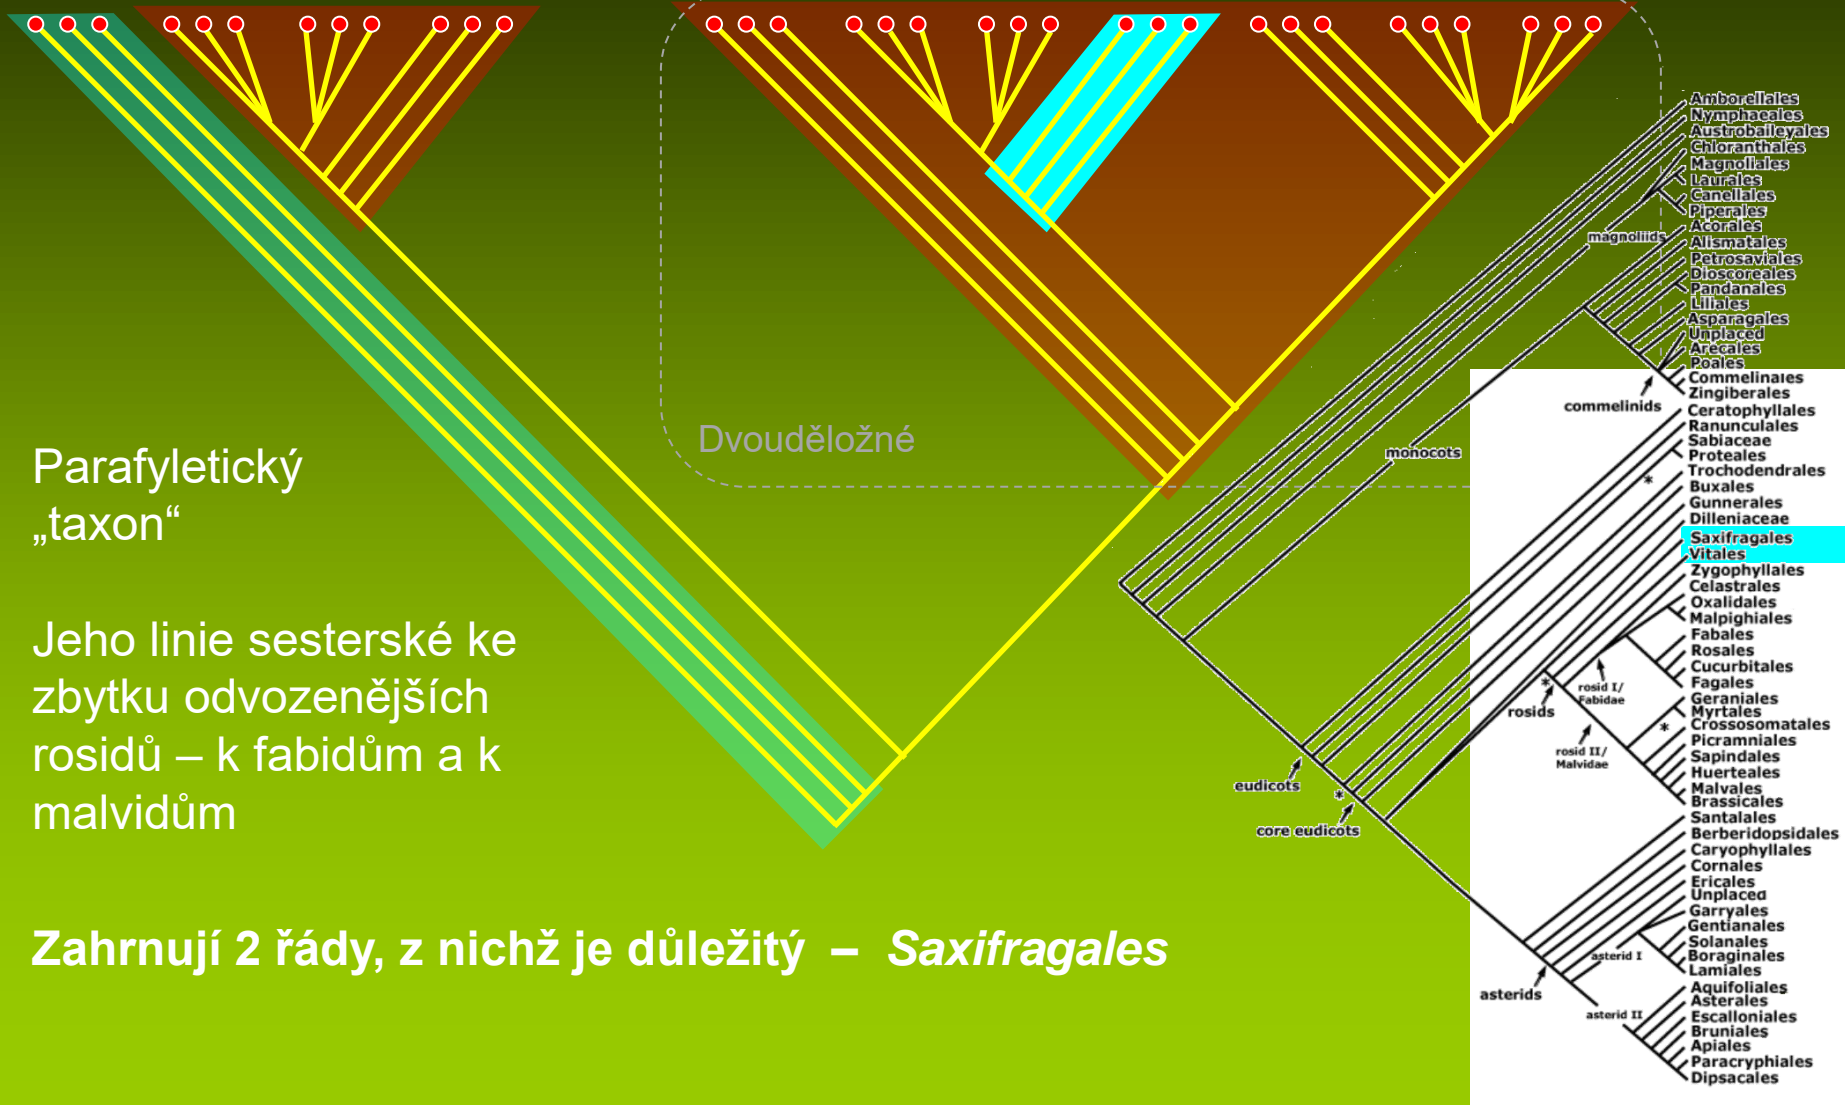 Dvouděložné
Parafyletický
„taxon“
Jeho linie sesterské ke
zbytku odvozenějších
rosidů – k fabidům a k
malvidům
Zahrnují 2 řády, z nichž je důležitý – Saxifragales
Amborellales
Nymphaeales
Austrobaileyales
Chloranthales
Magnoliales
Laurales
Canellales
Piperales
magnoliids
Acorales
Alismatales
Petrosaviales
Dioscoreales
Pandanales
Liliales
Asparagales
Unplaced
Arecales
Poales
Commelinales
Zingiberales
commelinids
monocots
Ceratophyllales
Ranunculales
Sabiaceae
Proteales
*
Trochodendrales
Buxales
Gunnerales
Dilleniaceae
Saxifragales
Vitales
Zygophyllales
Celastrales
Oxalidales
Malpighiales
Fabales
Rosales
Cucurbitales
Fagales
*
rosid I/
Fabidae
rosids
Geraniales
Myrtales
Crossosomatales
*
Picramniales
Sapindales
Huerteales
Malvales
Brassicales
rosid II/
Malvidae
eudicots
*
core eudicots
Santalales
Berberidopsidales
Caryophyllales
Cornales
Ericales
Unplaced
Garryales
Gentianales
Solanales
Boraginales
Lamiales
asterid I
asterids
Aquifoliales
Asterales
Escalloniales
Bruniales
Apiales
Paracryphiales
Dipsacales
asterid II